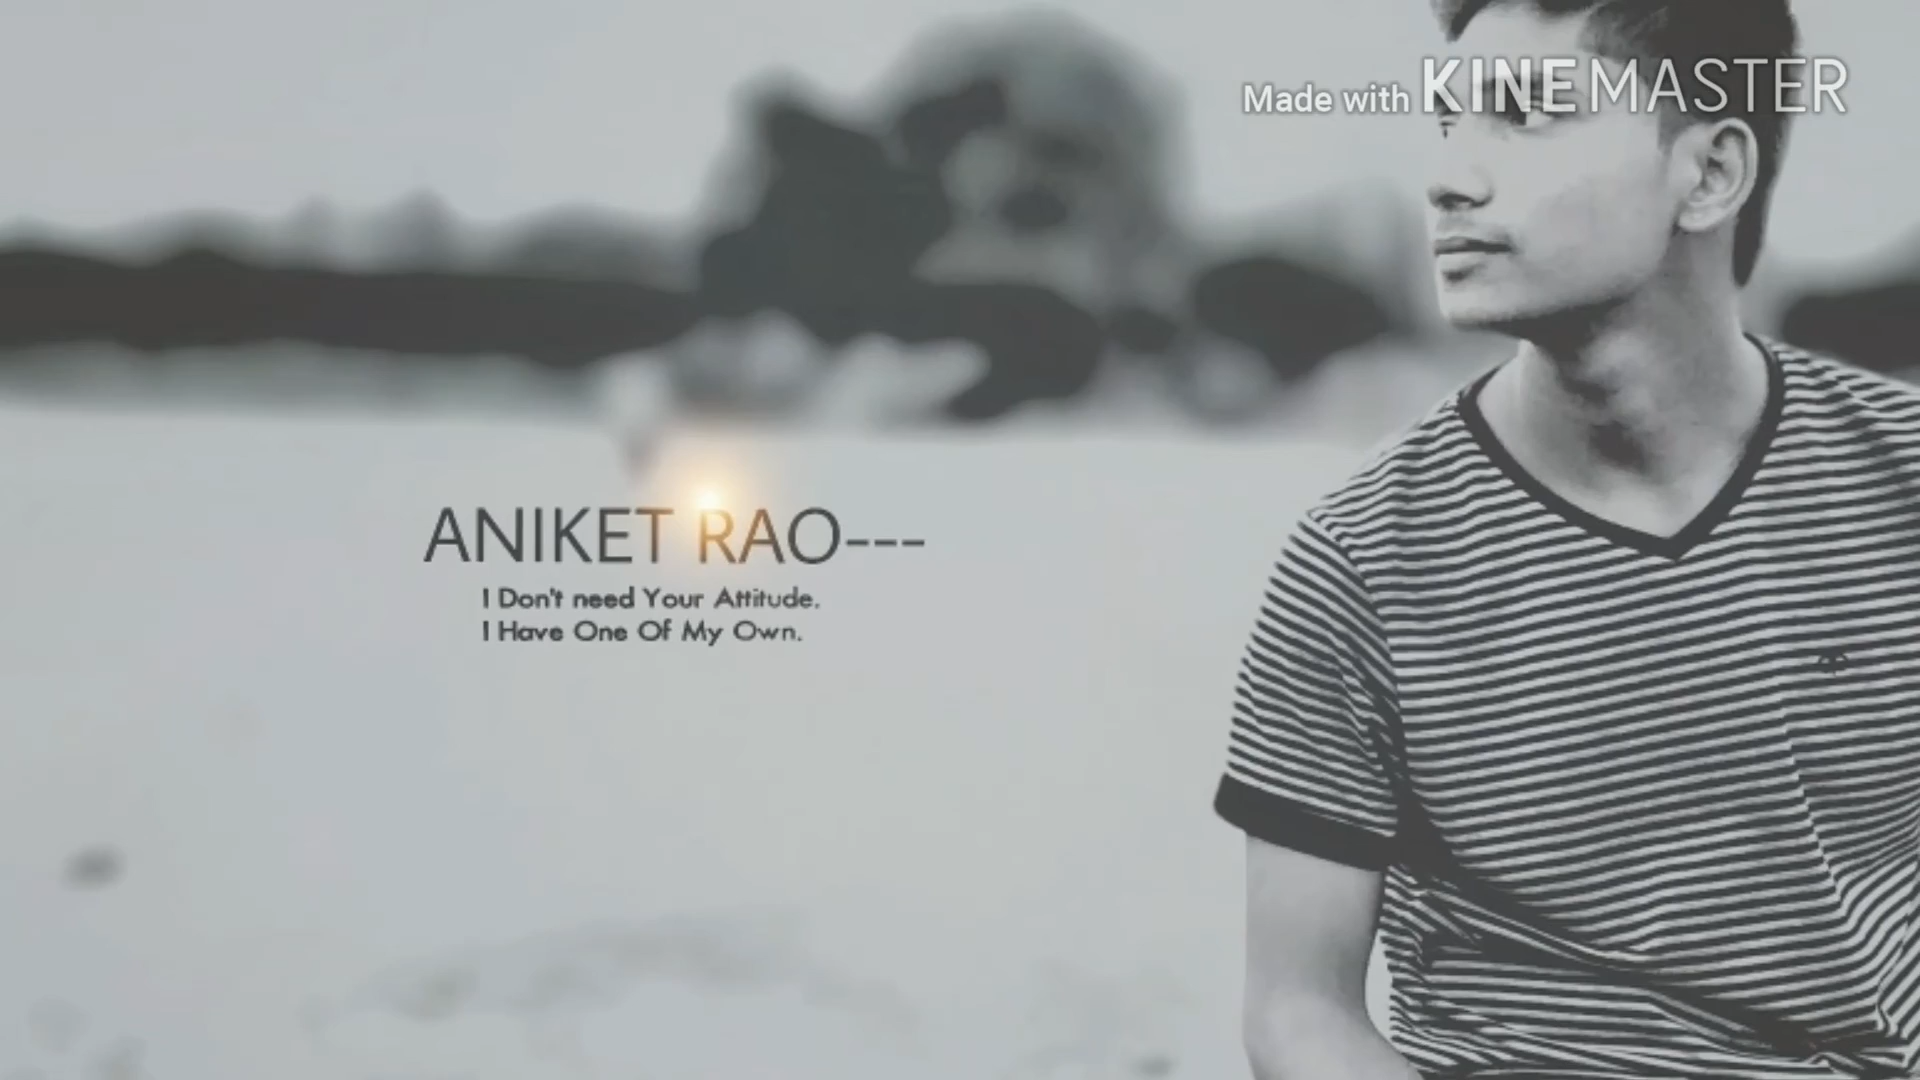 Made with KINEMASTER
ANIKET RAO---
I Don't need Your Attitude.
I Have One Of My Own.